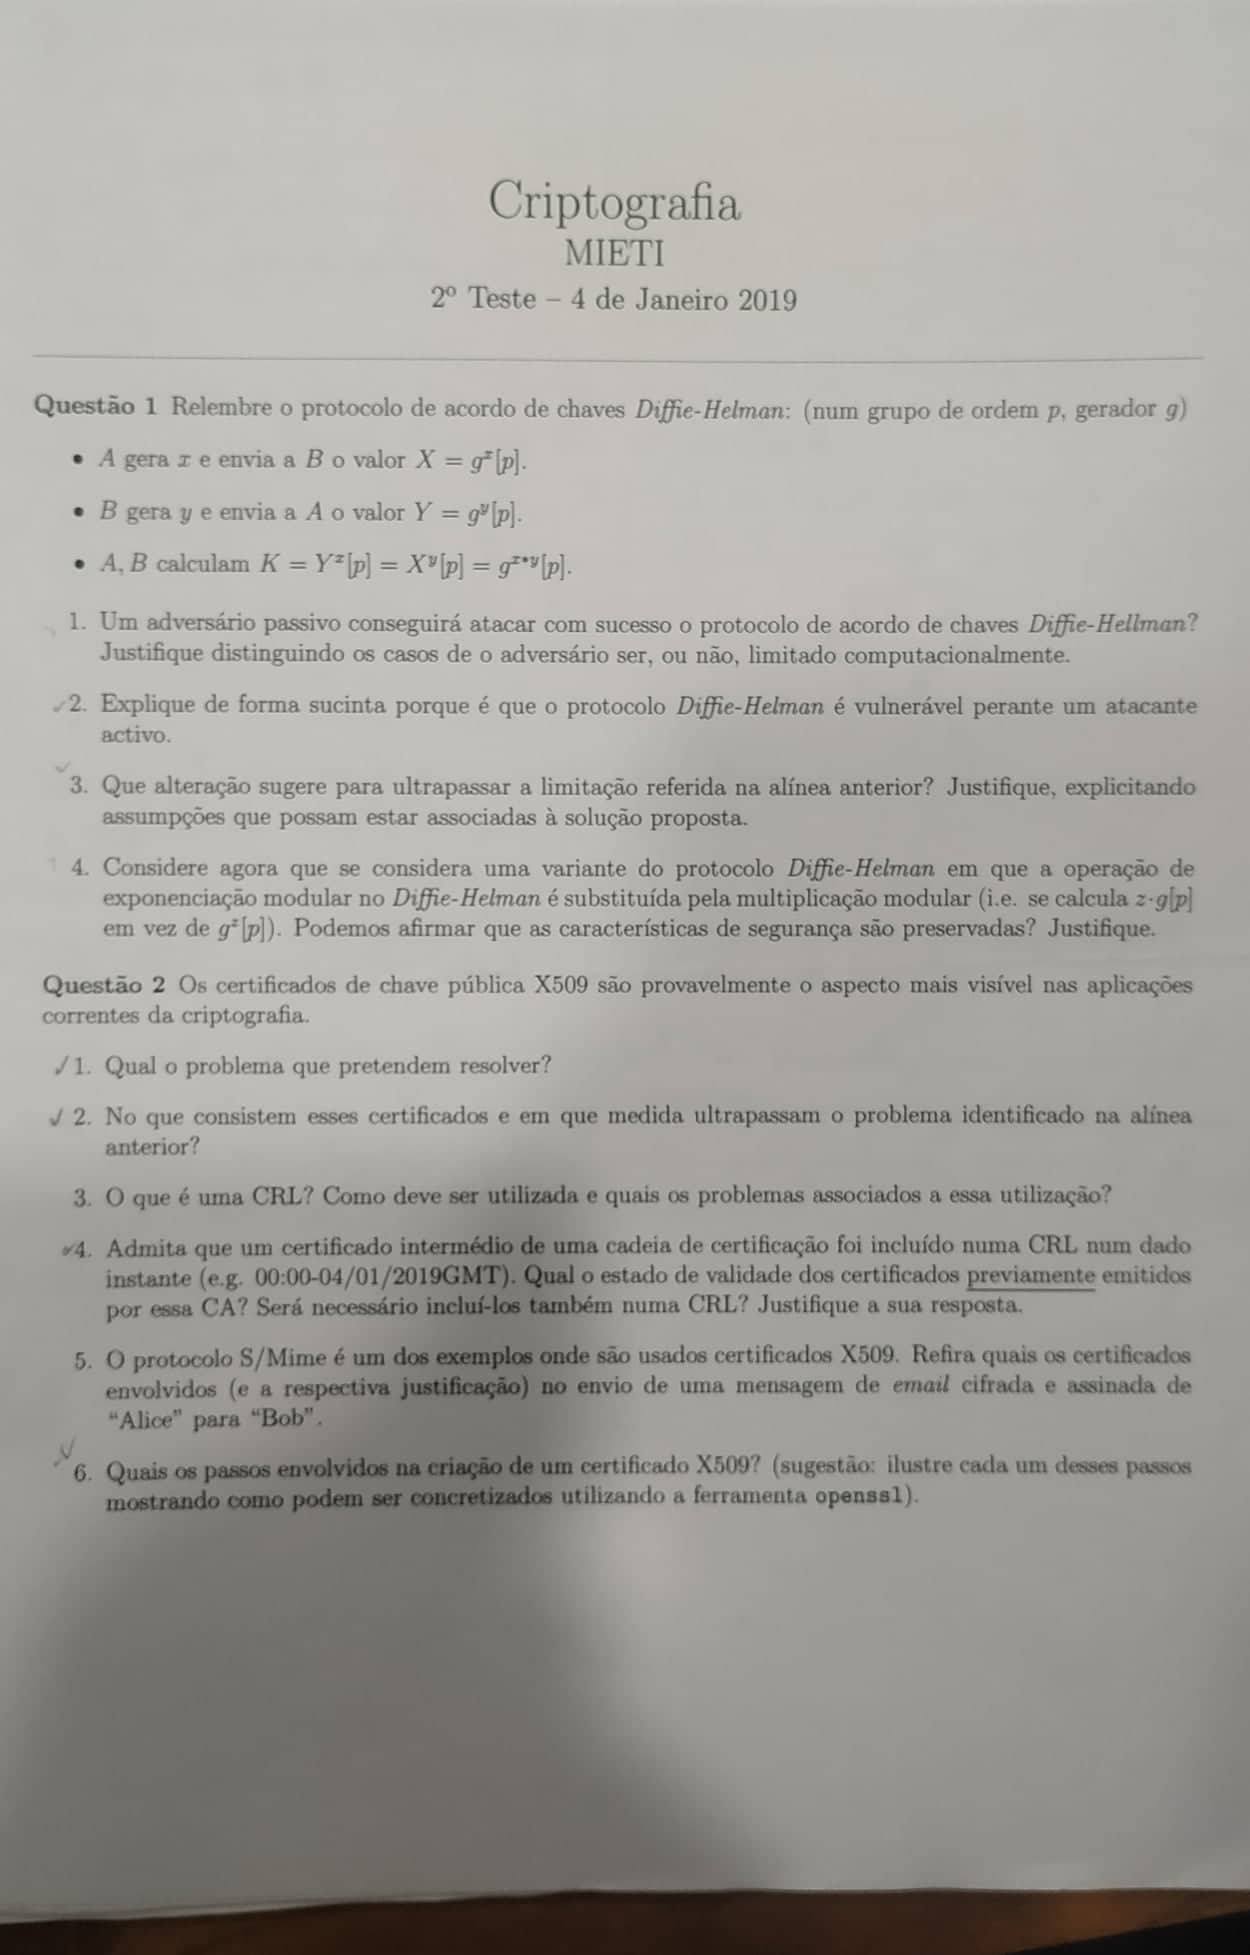 Criptografia
MIETI
2º Teste – 4 de Janeiro 2019
Questão 1 Relembre o protocolo de acordo de chaves Diffie-Helman: (num grupo de ordem p, gerador g)
• A gera x e envia a B o valor X = g^x[p].
• B gera y e envia a A o valor Y = g^y[p].
• A, B calculam K = Y^x[p] = X^y[p] = g^{x*y}[p].
1. Um adversário passivo conseguirá atacar com sucesso o protocolo de acordo de chaves Diffie-Hellman?
Justifique distinguindo os casos de o adversário ser, ou não, limitado computacionalmente.
2. Explique de forma sucinta porque é que o protocolo Diffie-Helman é vulnerável perante um atacante
activo.
3. Que alteração sugere para ultrapassar a limitação referida na alínea anterior? Justifique, explicitando
assumpções que possam estar associadas à solução proposta.
4. Considere agora que se considera uma variante do protocolo Diffie-Helman em que a operação de
exponenciação modular no Diffie-Helman é substituída pela multiplicação modular (i.e. se calcula z·g[p]
em vez de g^z[p]). Podemos afirmar que as características de segurança são preservadas? Justifique.
Questão 2 Os certificados de chave pública X509 são provavelmente o aspecto mais visível nas aplicações
correntes da criptografia.
1. Qual o problema que pretendem resolver?
2. No que consistem esses certificados e em que medida ultrapassam o problema identificado na alínea
anterior?
3. O que é uma CRL? Como deve ser utilizada e quais os problemas associados a essa utilização?
4. Admita que um certificado intermédio de uma cadeia de certificação foi incluído numa CRL num dado
instante (e.g. 00:00-04/01/2019GMT). Qual o estado de validade dos certificados previamente emitidos
por essa CA? Será necessário incluí-los também numa CRL? Justifique a sua resposta.
5. O protocolo S/Mime é um dos exemplos onde são usados certificados X509. Refira quais os certificados
envolvidos (e a respectiva justificação) no envio de uma mensagem de email cifrada e assinada de
“Alice” para “Bob”.
6. Quais os passos envolvidos na criação de um certificado X509? (sugestão: ilustre cada um desses passos
mostrando como podem ser concretizados utilizando a ferramenta openssl).